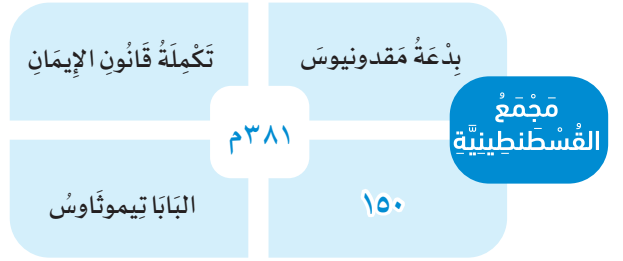 مَجْمَعُ
القُسْطَنطِينِيَّةِ
بِدْعَةُ مَقدونيوسَ
تَكْمِلَةُ قَانُونِ الإِيمَانِ
٣٨١م
١٥٠
البَابَا تِيموثَاوسُ